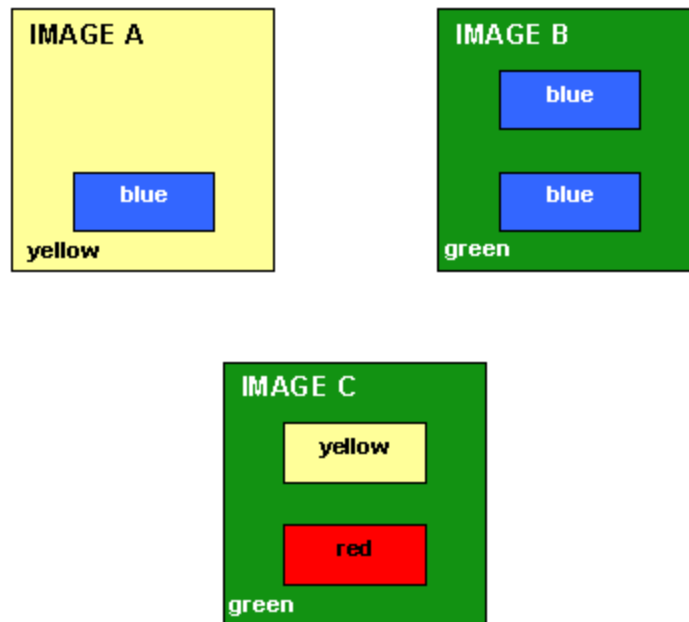 IMAGE A
blue
yellow
IMAGE B
blue
blue
green
IMAGE C
yellow
red
green